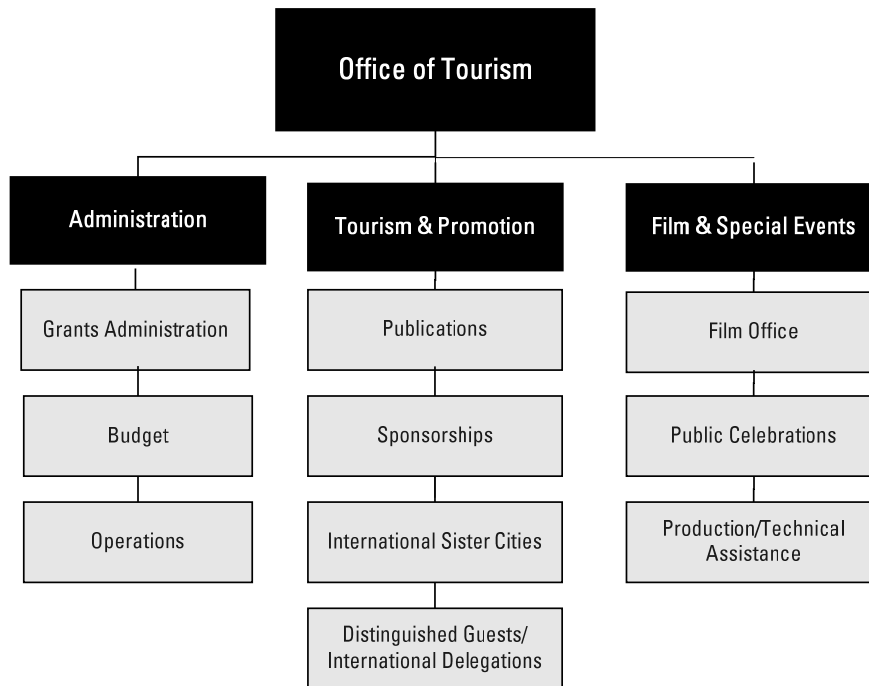 Office of Tourism
Administration
Tourism & Promotion
Film & Special Events
Grants Administration
Publications
Film Office
Budget
Sponsorships
Public Celebrations
Operations
International Sister Cities
Production/Technical
Assistance
Distinguished Guests/
International Delegations